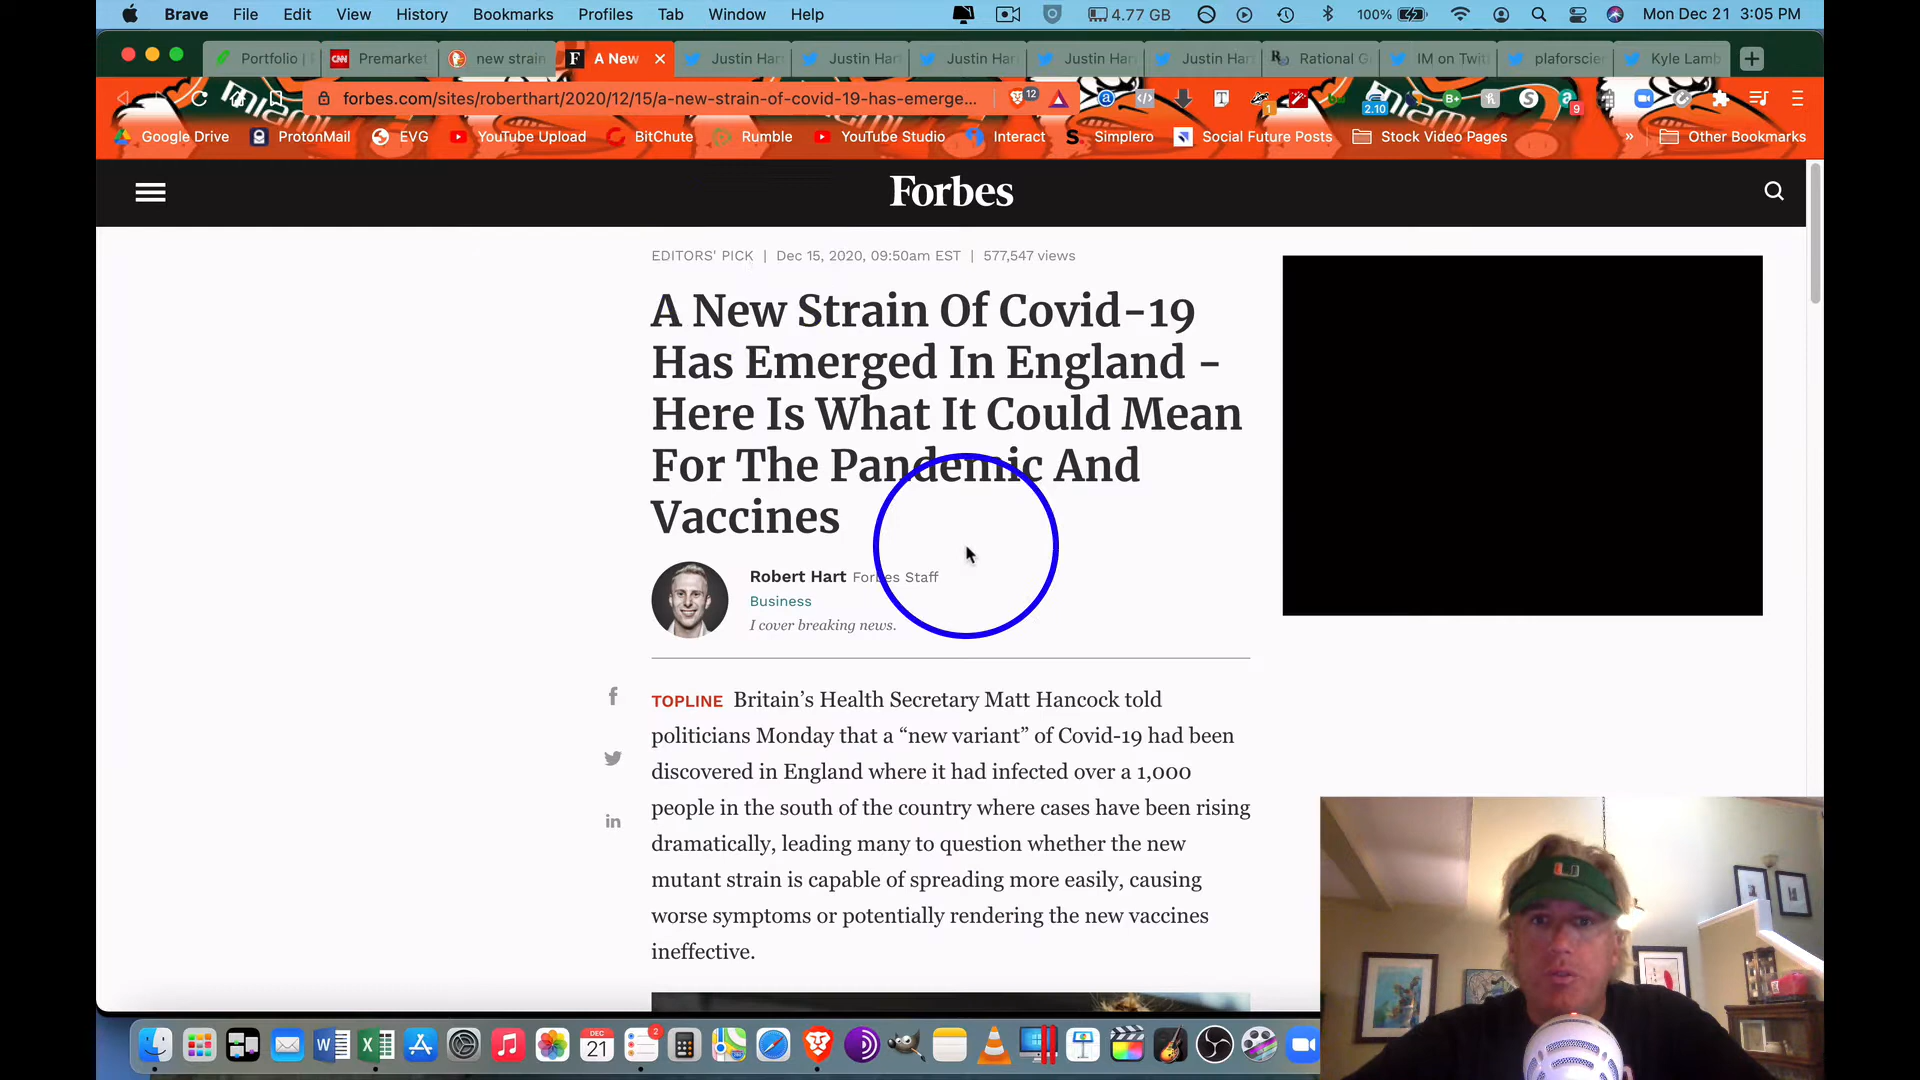 Brave File Edit View History Bookmarks Profiles Tab Window Help 4.77 GB 100% Mon Dec 21 3:05 PM
Portfolio | CNN Premarket new strain F A New Justin Har Justin Har Justin Har Justin Har Justin Har Rational G IM on Twit plaforscie Kyle Lamb
forbes.com/sites/roberthart/2020/12/15/a-new-strain-of-covid-19-has-emerge... 12 1 2.10 9
Google Drive ProtonMail EVG YouTube Upload BitChute Rumble YouTube Studio Interact Simplero Social Future Posts Stock Video Pages » Other Bookmarks
Forbes
EDITORS' PICK | Dec 15, 2020, 09:50am EST | 577,547 views
A New Strain Of Covid-19
Has Emerged In England -
Here Is What It Could Mean
For The Pandemic And
Vaccines
Robert Hart Forbes Staff
Business
I cover breaking news.
TOPLINE Britain’s Health Secretary Matt Hancock told
politicians Monday that a “new variant” of Covid-19 had been
discovered in England where it had infected over a 1,000
people in the south of the country where cases have been rising
dramatically, leading many to question whether the new
mutant strain is capable of spreading more easily, causing
worse symptoms or potentially rendering the new vaccines
ineffective.
DEC
21
2